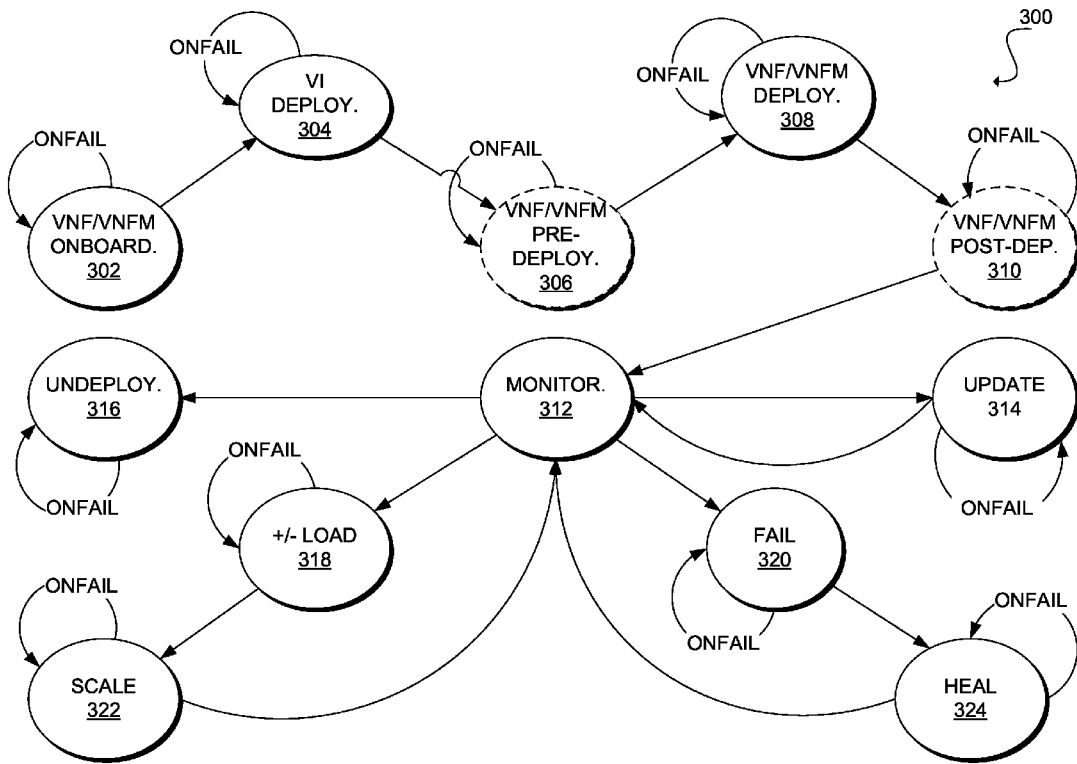 300
ONFAIL
VI
DEPLOY.
304
ONFAIL
VNF/VNFM
DEPLOY.
308
ONFAIL
VNF/VNFM
ONBOARD.
302
ONFAIL
VNF/VNFM
PRE-
DEPLOY.
306
ONFAIL
VNF/VNFM
POST-DEP.
310
UNDEPLOY.
316
ONFAIL
MONITOR.
312
UPDATE
314
ONFAIL
ONFAIL
+/- LOAD
318
FAIL
320
ONFAIL
ONFAIL
SCALE
322
ONFAIL
HEAL
324